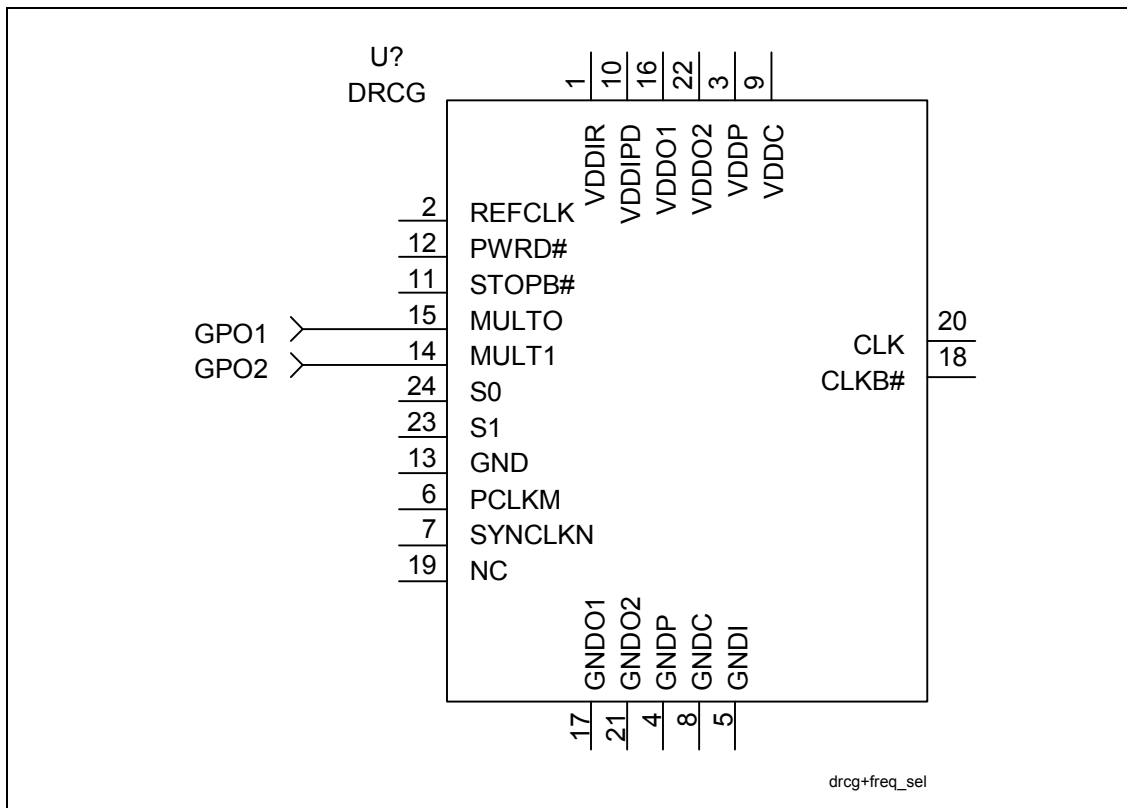 U?
DRCG
1
10
16
22
3
9
VDDIR
VDDIPD
VDDO1
VDDO2
VDDP
VDDC
2 REFCLK
12 PWRD#
11 STOPB#
GPO1 15 MULTO
GPO2 14 MULT1
24 S0
23 S1
13 GND
6 PCLKM
7 SYNCLKN
19 NC
CLK 20
CLKB# 18
GNDO1
GNDO2
GNDP
GNDC
GNDI
17
21
4
8
5
drcg+freq_sel